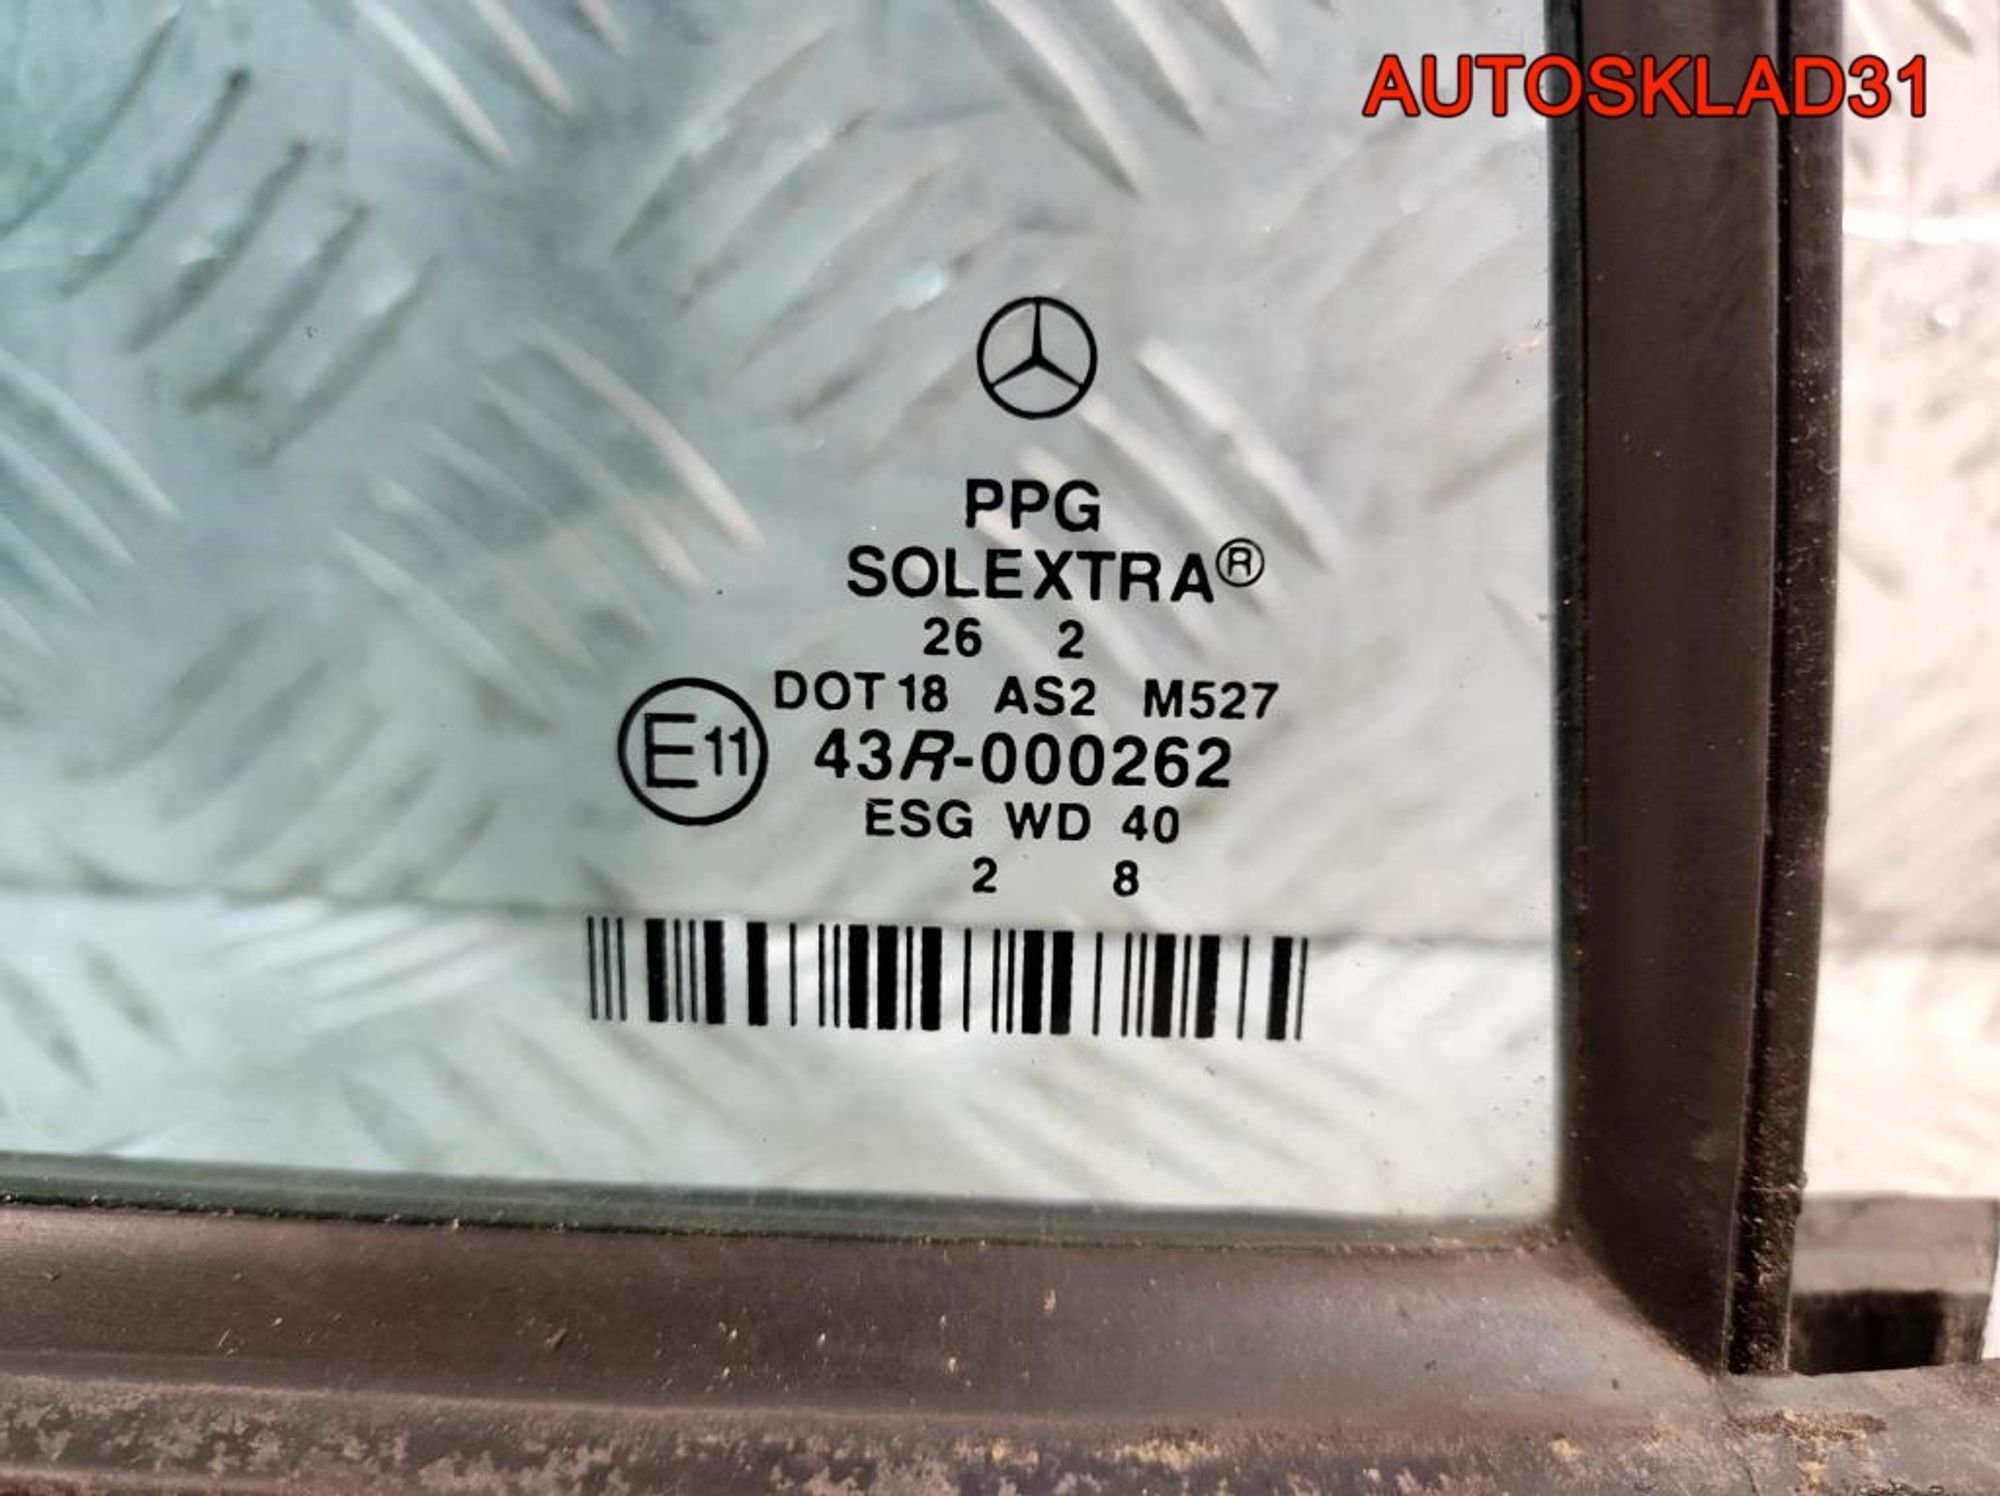 AUTOSKLAD31
PPG
SOLEXTRA®
26 2
DOT 18 AS2 M527
E11 43R-000262
ESG WD 40
2 8